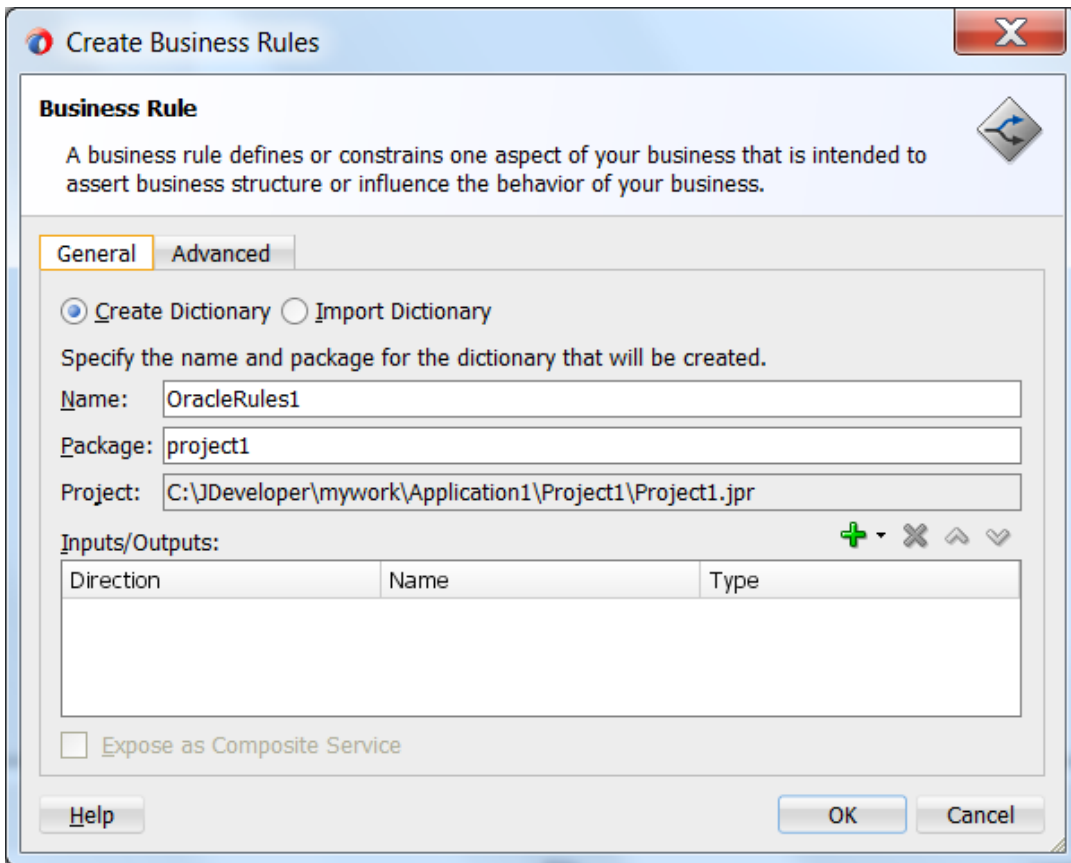 Create Business Rules
Business Rule
A business rule defines or constrains one aspect of your business that is intended to
assert business structure or influence the behavior of your business.
General Advanced
Create Dictionary Import Dictionary
Specify the name and package for the dictionary that will be created.
Name: OracleRules1
Package: project1
Project: C:\JDeveloper\mywork\Application1\Project1\Project1.jpr
Inputs/Outputs:
Direction Name Type
Expose as Composite Service
Help OK Cancel